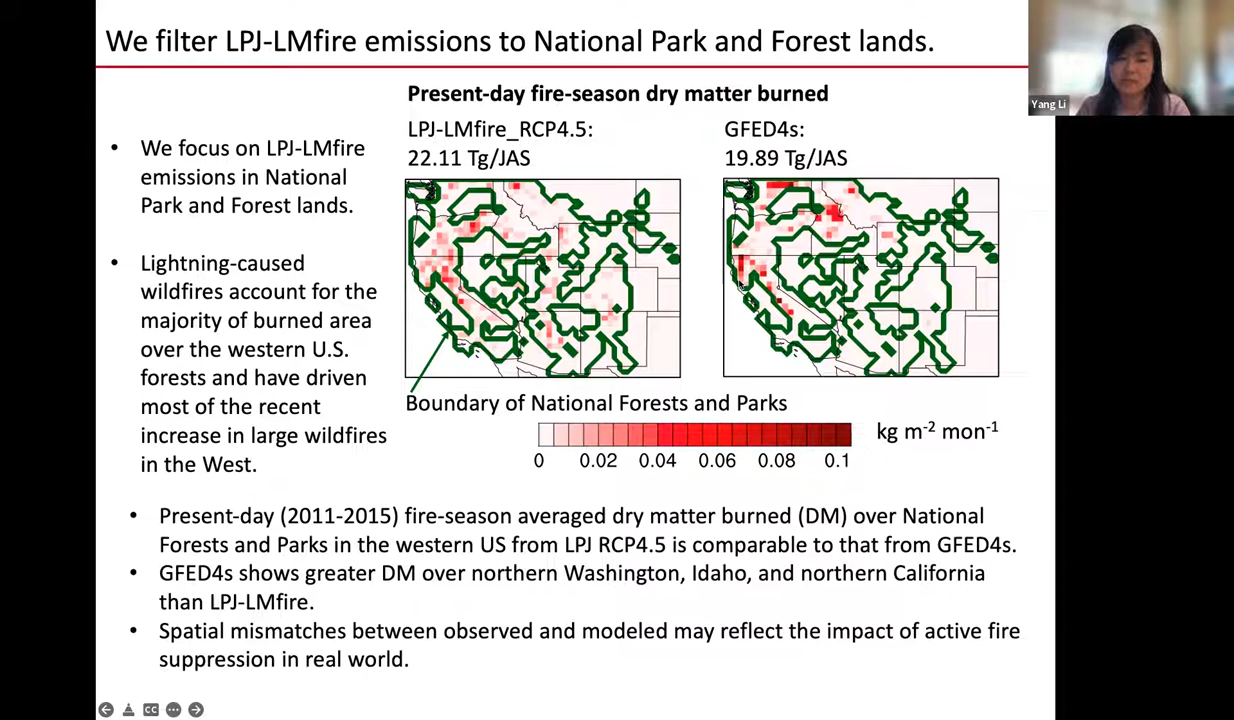 We filter LPJ-LMfire emissions to National Park and Forest lands.
Yang Li
Present-day fire-season dry matter burned
LPJ-LMfire_RCP4.5:
22.11 Tg/JAS
GFED4s:
19.89 Tg/JAS
• We focus on LPJ-LMfire
emissions in National
Park and Forest lands.
• Lightning-caused
wildfires account for the
majority of burned area
over the western U.S.
forests and have driven
most of the recent
increase in large wildfires
in the West.
Boundary of National Forests and Parks
kg m⁻² mon⁻¹
0 0.02 0.04 0.06 0.08 0.1
• Present-day (2011-2015) fire-season averaged dry matter burned (DM) over National
Forests and Parks in the western US from LPJ RCP4.5 is comparable to that from GFED4s.
• GFED4s shows greater DM over northern Washington, Idaho, and northern California
than LPJ-LMfire.
• Spatial mismatches between observed and modeled may reflect the impact of active fire
suppression in real world.
CC